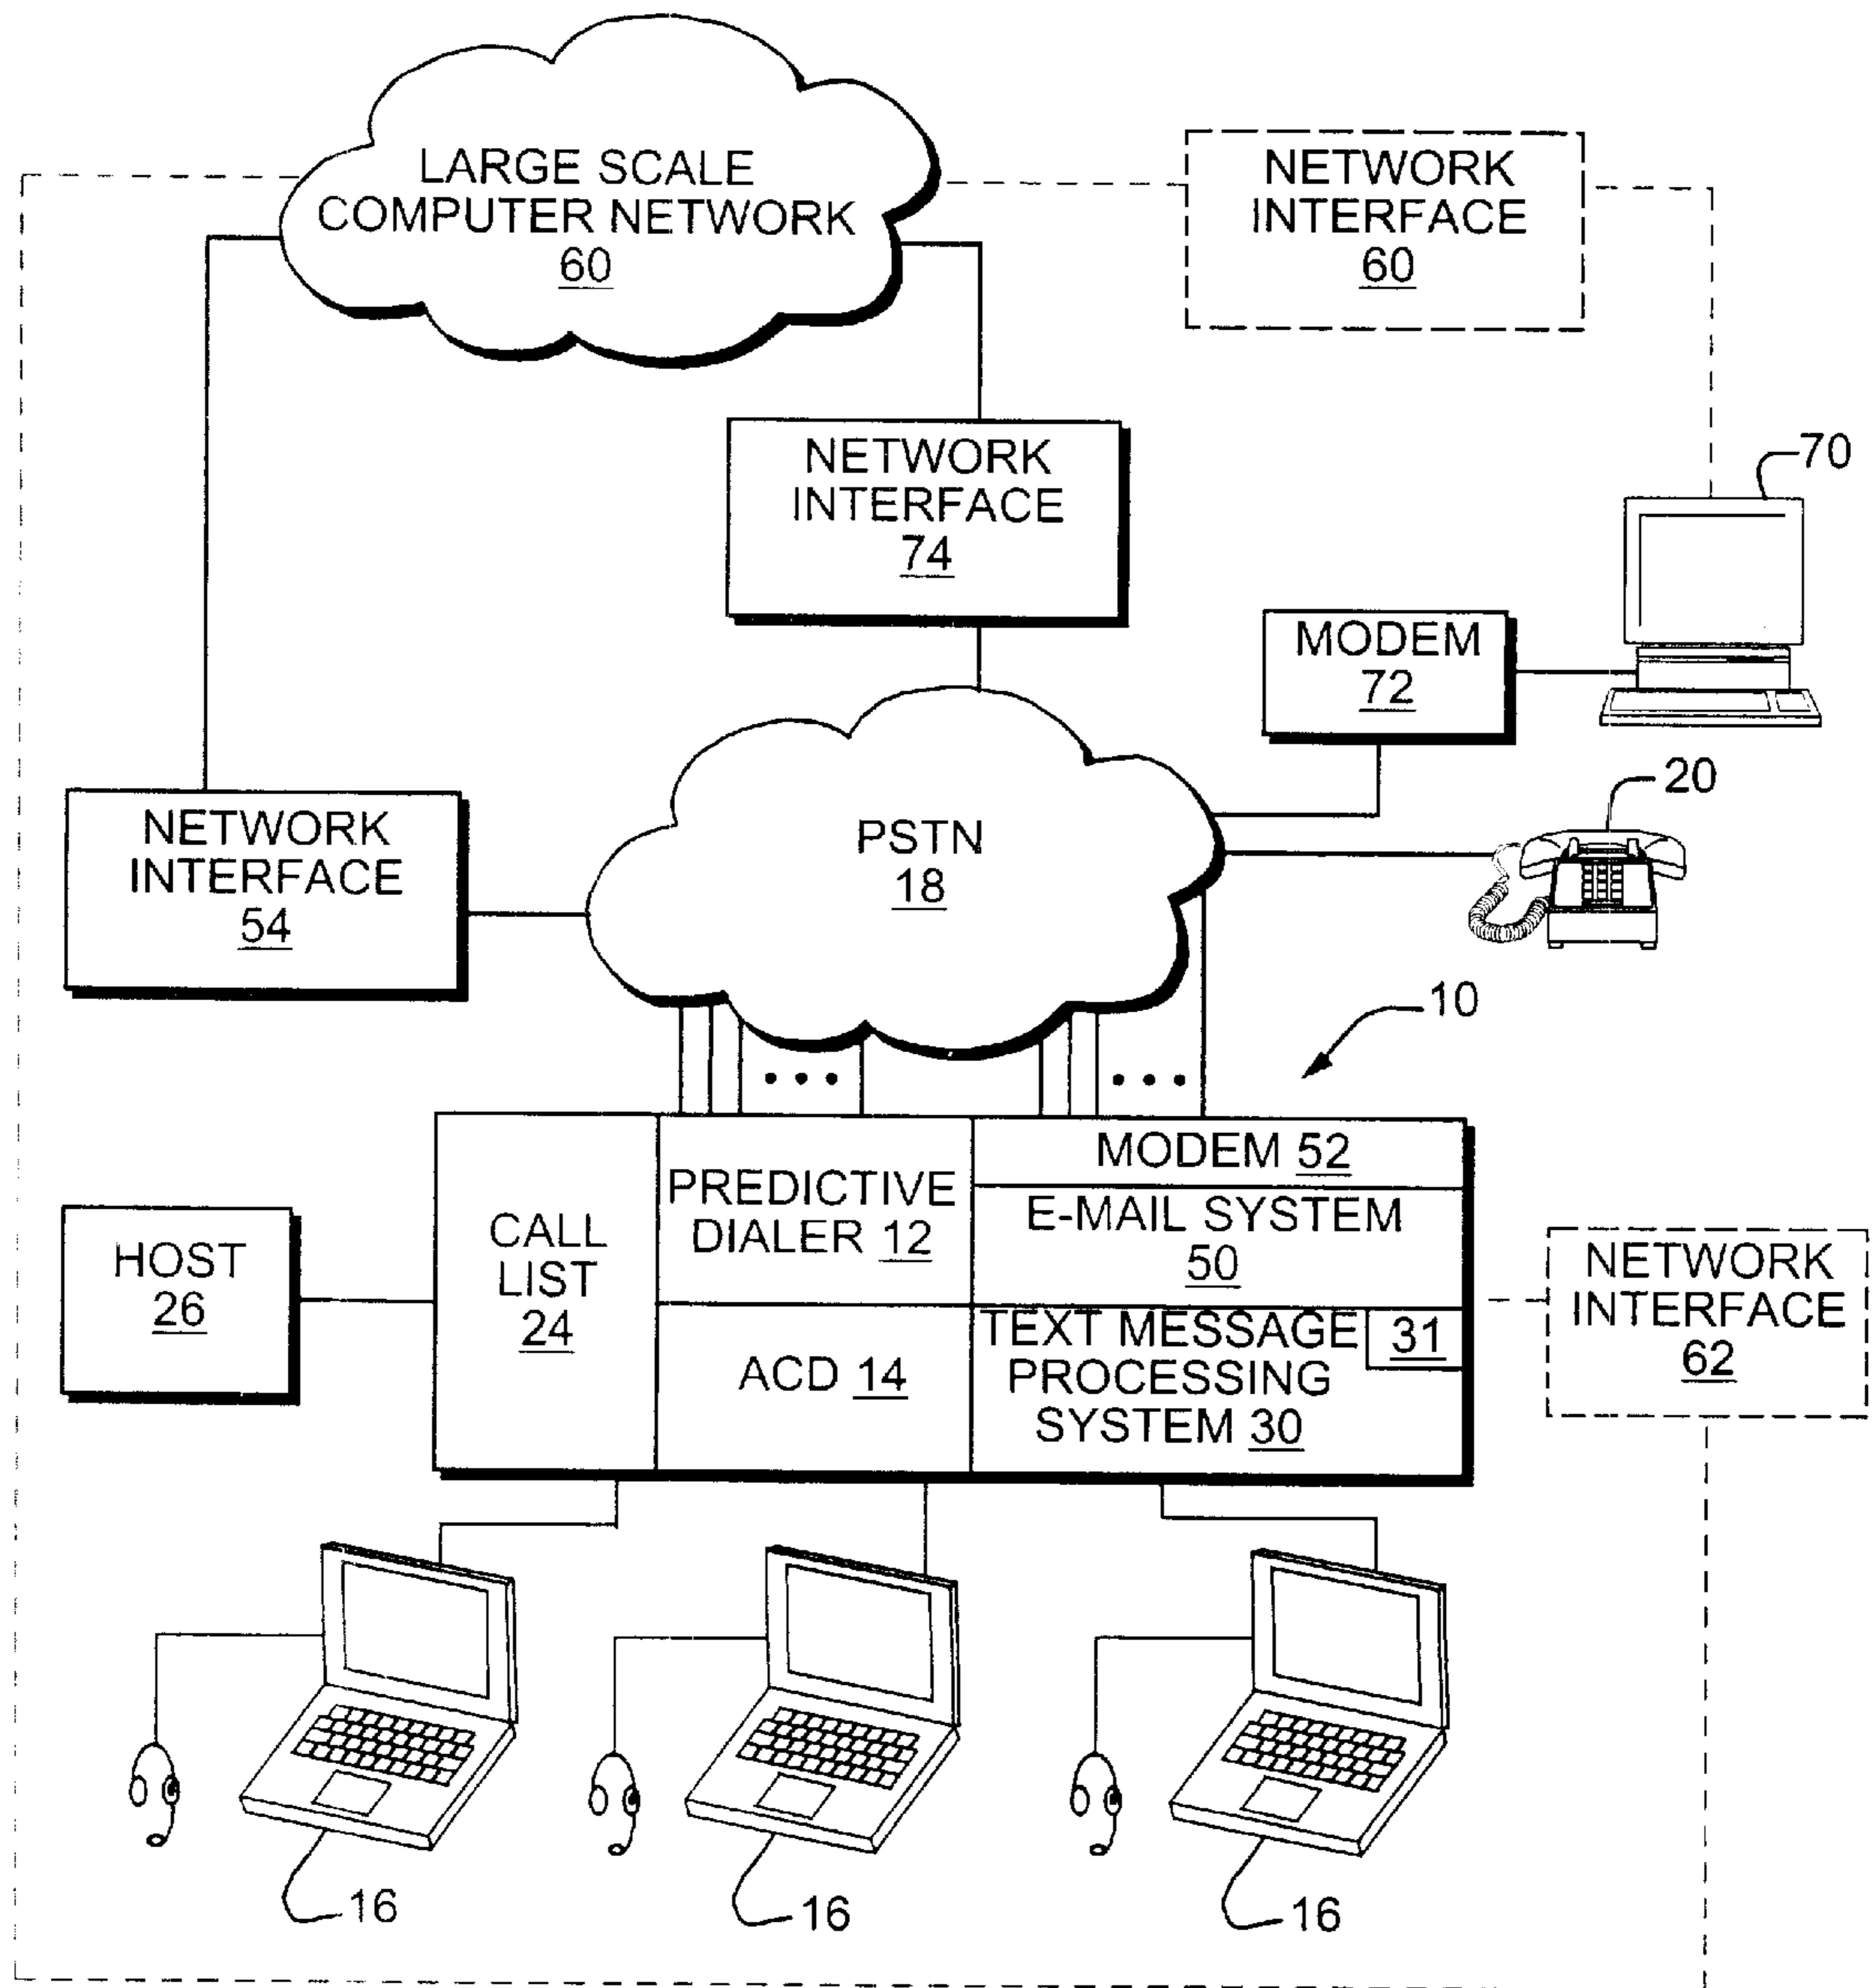 LARGE SCALE
COMPUTER NETWORK
60
NETWORK
INTERFACE
60
NETWORK
INTERFACE
74
70
MODEM
72
20
NETWORK
INTERFACE
54
PSTN
18
10
HOST
26
CALL
LIST
24
PREDICTIVE
DIALER 12
ACD 14
MODEM 52
E-MAIL SYSTEM
50
TEXT MESSAGE
PROCESSING
SYSTEM 30
31
NETWORK
INTERFACE
62
16
16
16